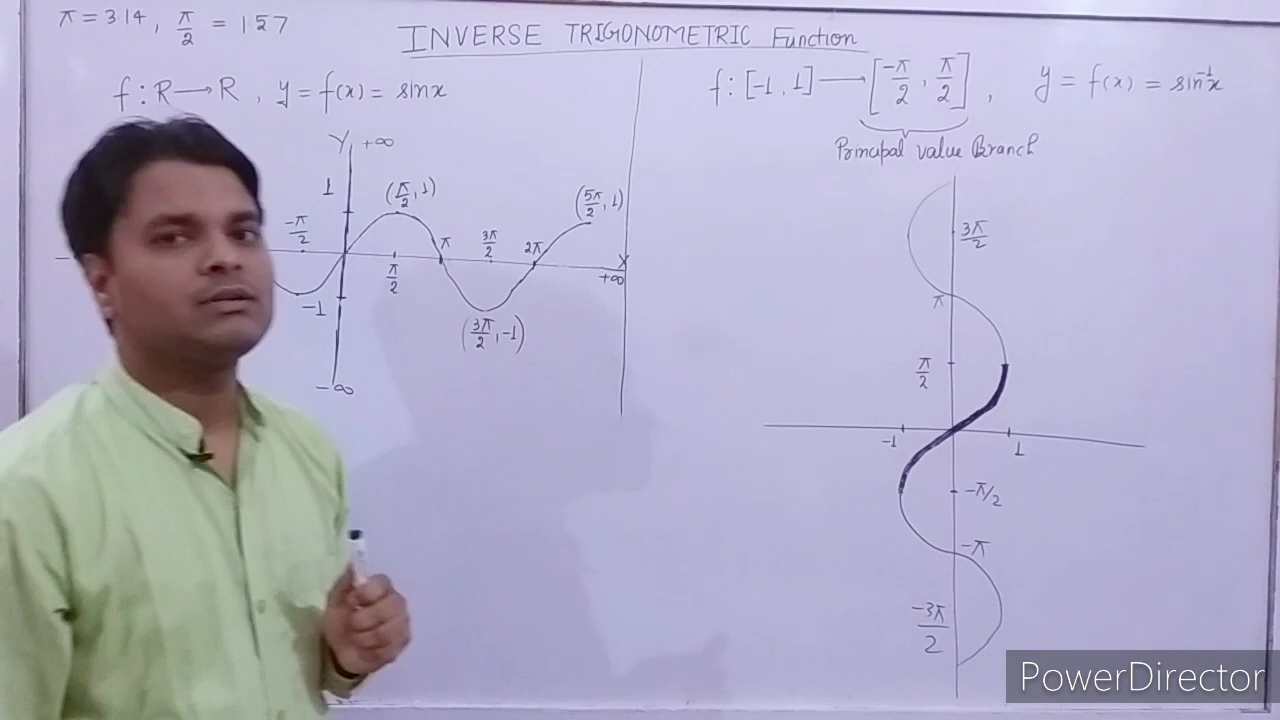 π = 3.14, π/2 = 1.57
INVERSE TRIGONOMETRIC Function
f : R → R , y = f(x) = sin x
f : [-1, 1] → [-π/2, π/2] , y = f(x) = sin⁻¹x
Principal value Branch
Y +∞
1
(π/2, 1)
(5π/2, 1)
-π/2
π
3π/2
2π
X
+∞
π/2
-1
(3π/2, -1)
-∞
3π/2
π
π/2
-1
1
-π/2
-π
-3π/2
PowerDirector